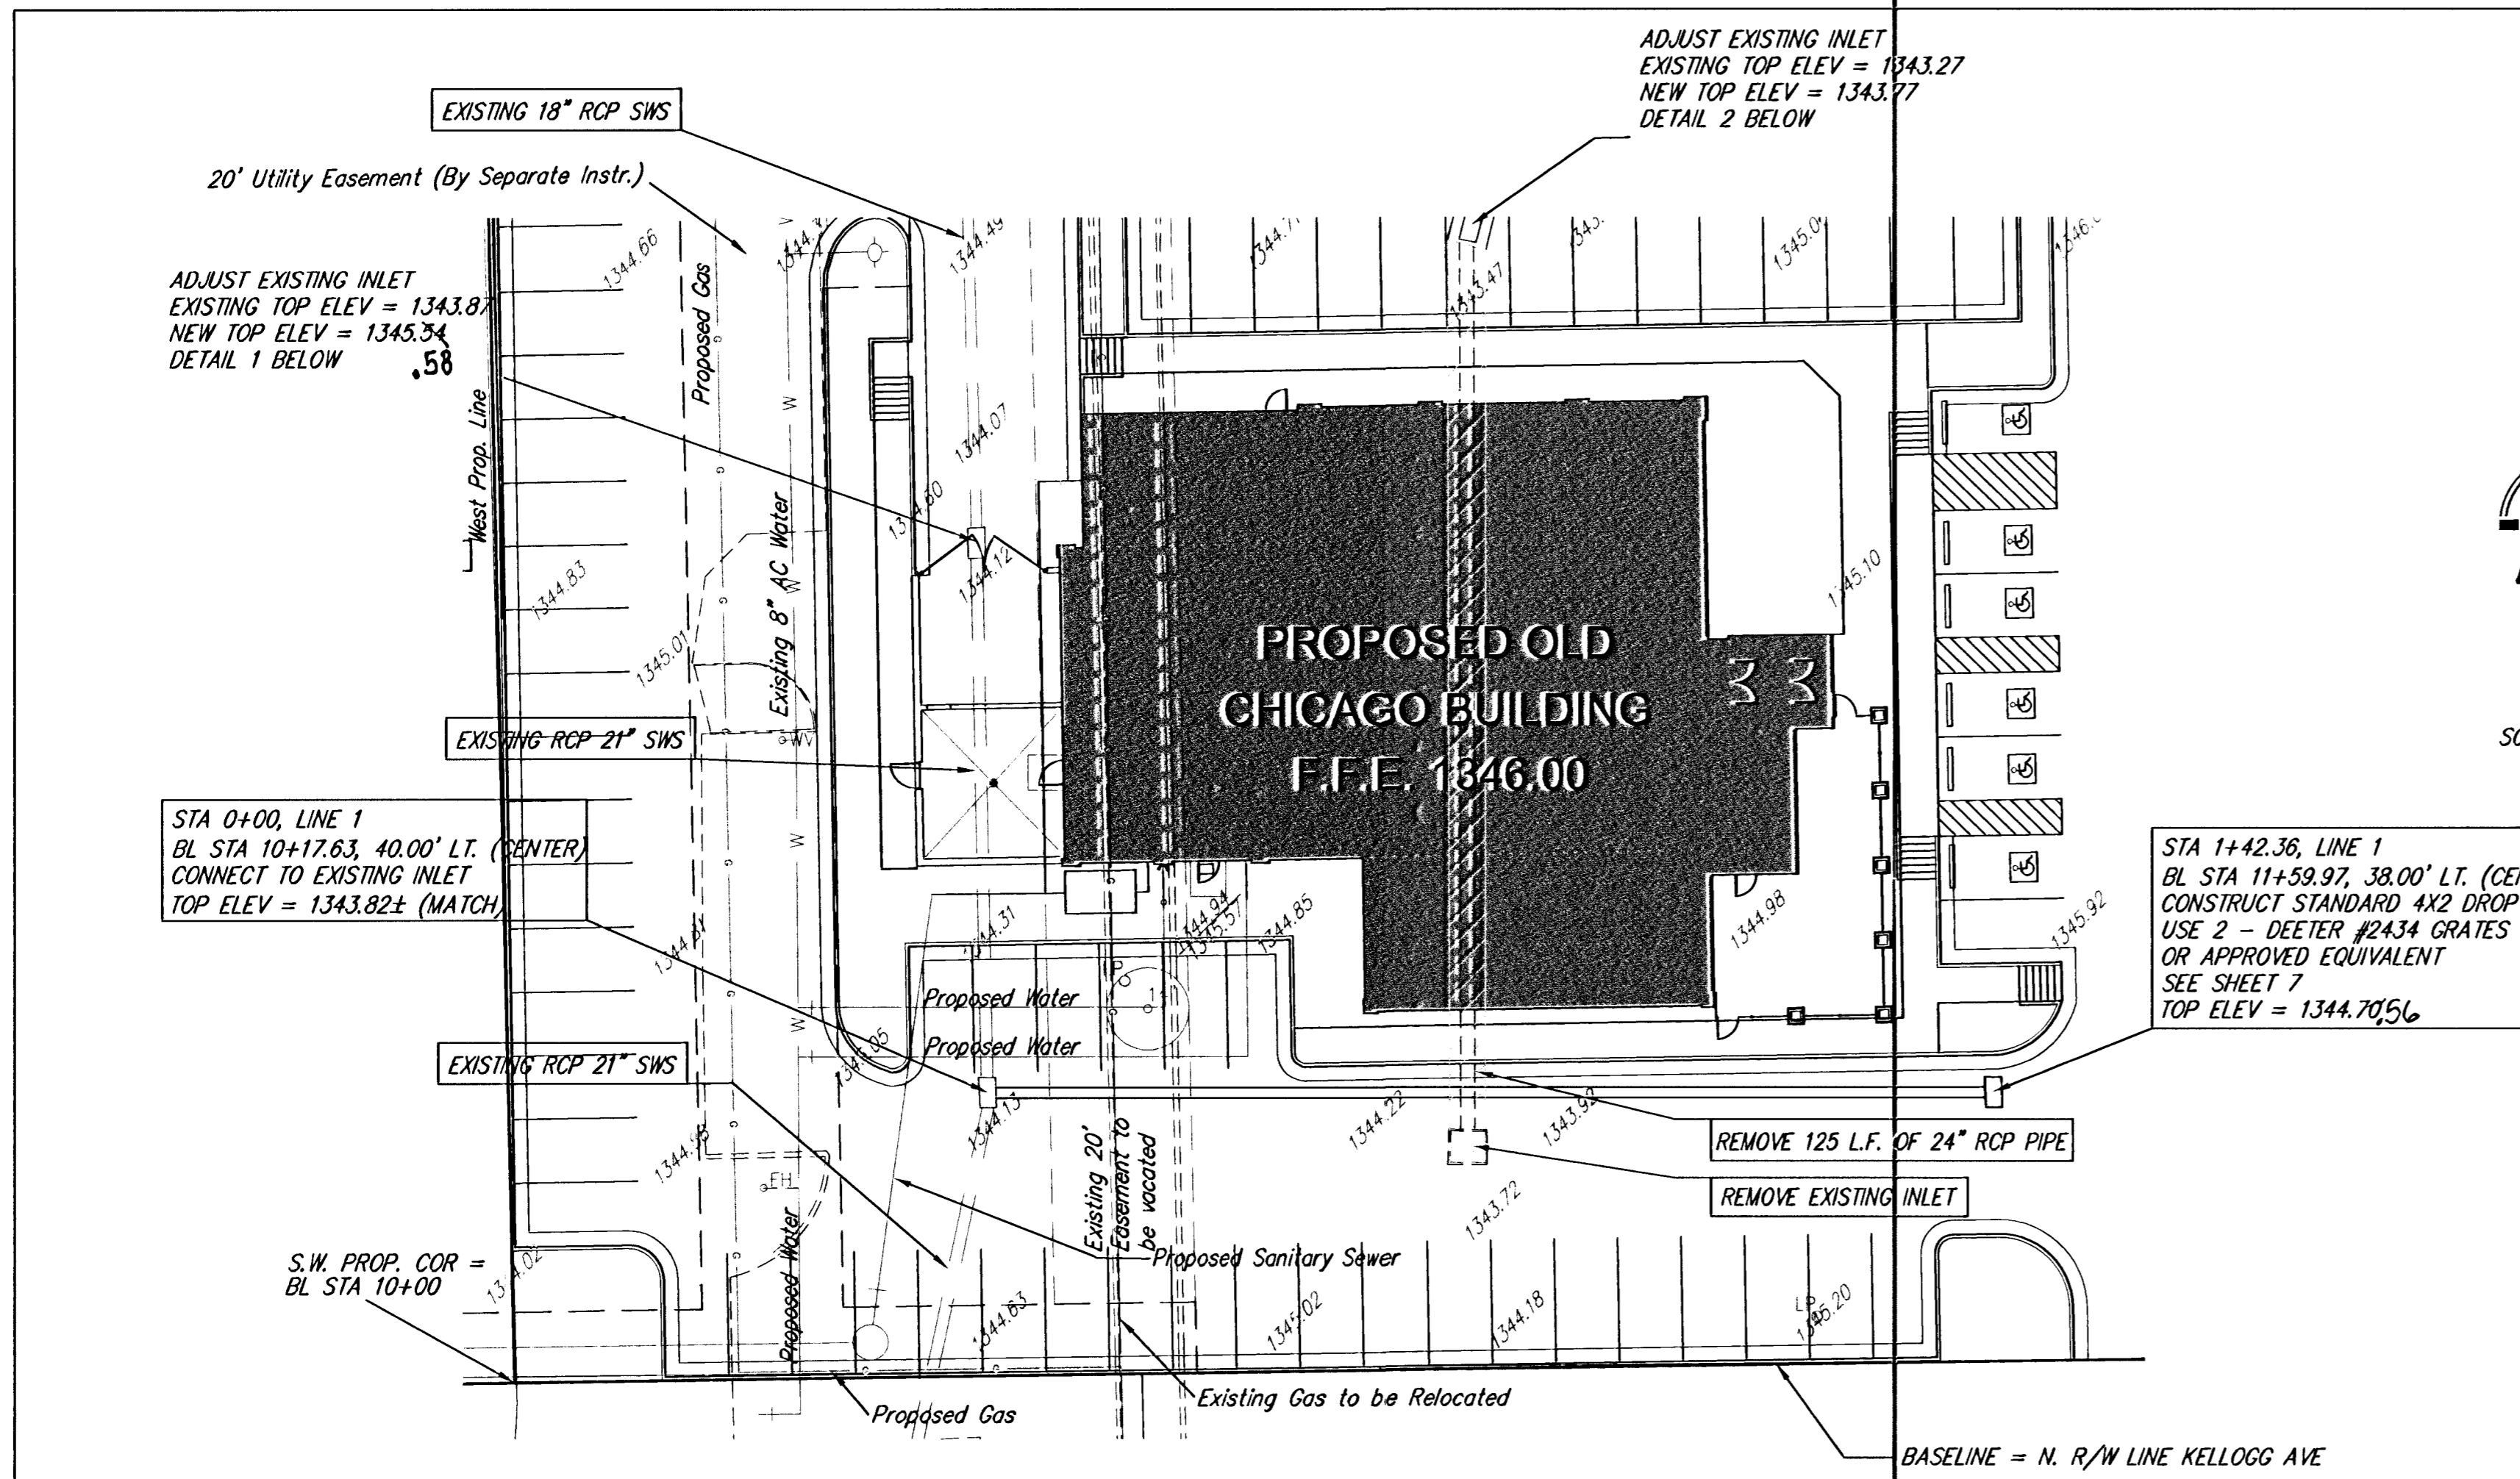 ADJUST EXISTING INLET
EXISTING TOP ELEV = 1343.27
NEW TOP ELEV = 1343.77
DETAIL 2 BELOW
EXISTING 18" RCP SWS
20' Utility Easement (By Separate Instr.)
ADJUST EXISTING INLET
EXISTING TOP ELEV = 1343.87
NEW TOP ELEV = 1345.54
.58
DETAIL 1 BELOW
1344.66
1344.49
1343.47
Proposed Gas
West Prop. Line
1344.07
1344.12
Existing 8" AC Water
1344.83
1345.01
1345.10
PROPOSED OLD
CHICAGO BUILDING
F.F.E. 1346.00
EXISTING RCP 21" SWS
WV
STA 0+00, LINE 1
BL STA 10+17.63, 40.00' LT. (CENTER)
CONNECT TO EXISTING INLET
TOP ELEV = 1343.82± (MATCH)
STA 1+42.36, LINE 1
BL STA 11+59.97, 38.00' LT.
CONSTRUCT STANDARD 4X2 DROP
USE 2 - DEETER #2434 GRATES
OR APPROVED EQUIVALENT
SEE SHEET 7
TOP ELEV = 1344.70 .56
1344.31
1344.94
1344.85
1344.98
1345.92
Proposed Water
Proposed Water
EXISTING RCP 21" SWS
1344.13
1344.22
1343.92
REMOVE 125 L.F. OF 24" RCP PIPE
REMOVE EXISTING INLET
Existing 20'
Easement to
be vacated
FH
1343.72
Proposed Water
Proposed Sanitary Sewer
S.W. PROP. COR =
BL STA 10+00
1344.63
1345.02
1344.18
LP
1345.20
Existing Gas to be Relocated
Proposed Gas
BASELINE = N. R/W LINE KELLOGG AVE